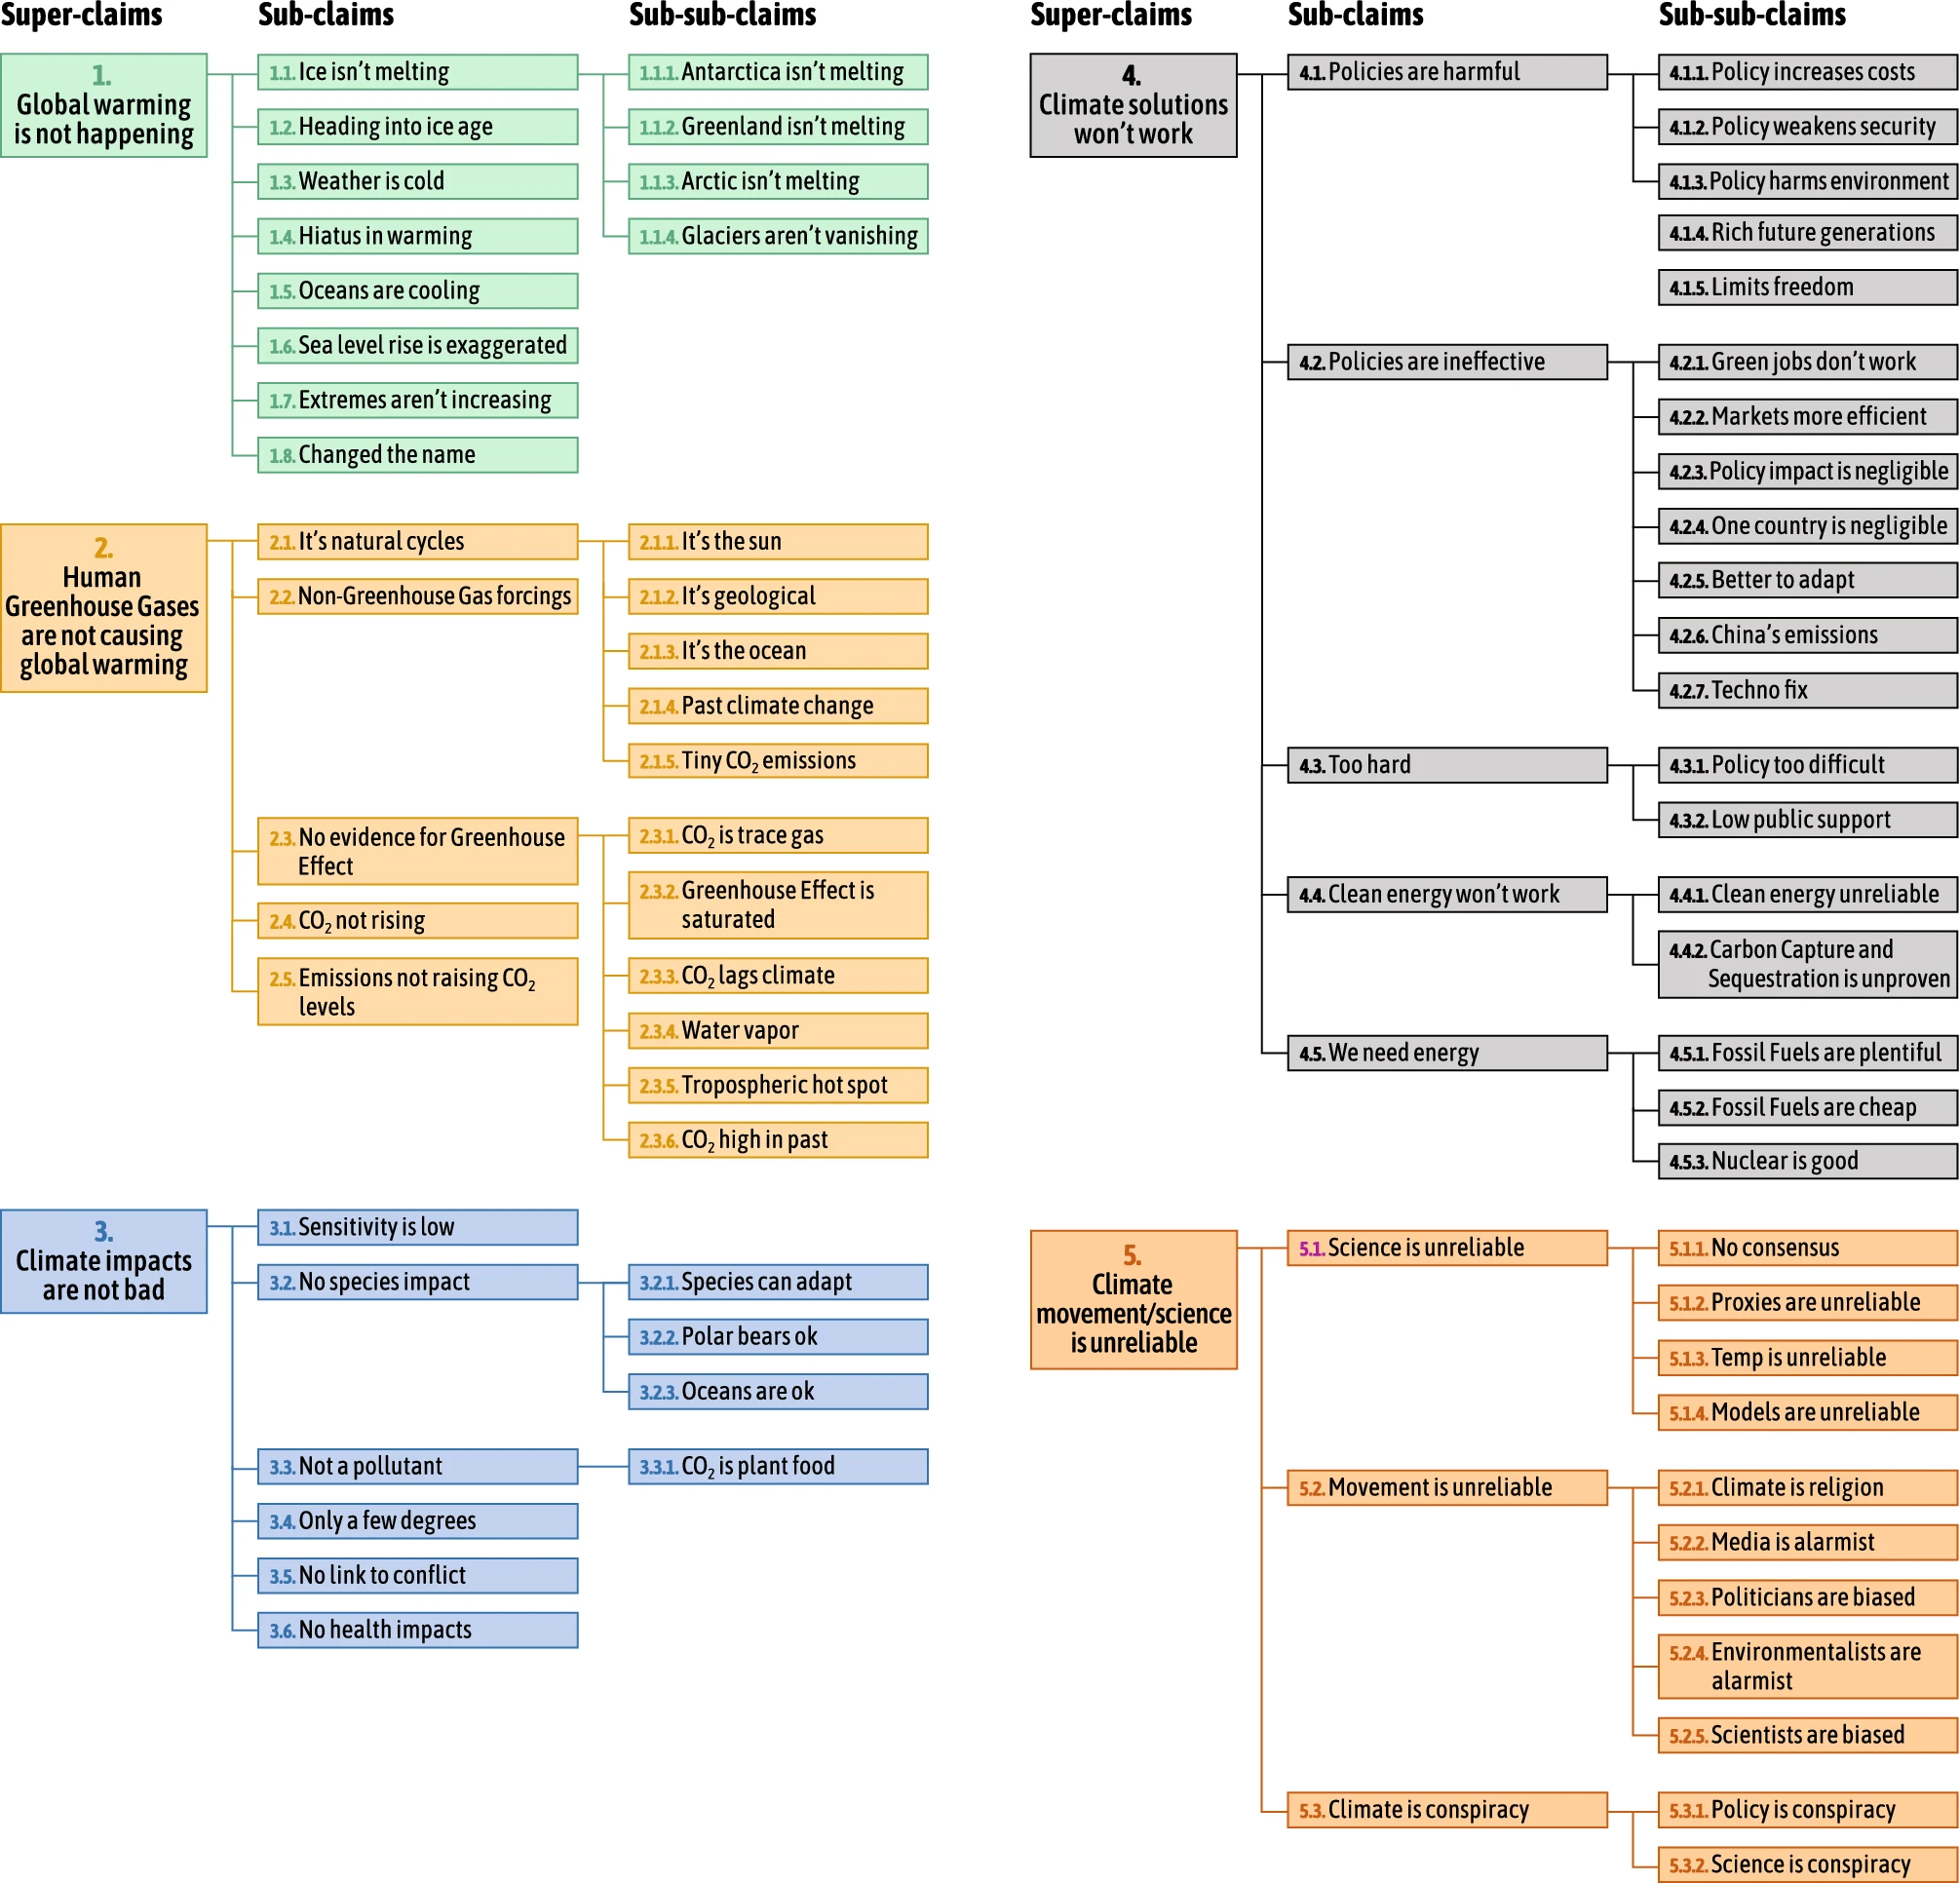 Super-claims
Sub-claims
Sub-sub-claims
1.
Global warming
is not happening
1.1. Ice isn't melting
1.2. Heading into ice age
1.3. Weather is cold
1.4. Hiatus in warming
1.5. Oceans are cooling
1.6. Sea level rise is exaggerated
1.7. Extremes aren't increasing
1.8. Changed the name
1.1.1. Antarctica isn't melting
1.1.2. Greenland isn't melting
1.1.3. Arctic isn't melting
1.1.4. Glaciers aren't vanishing
2.
Human
Greenhouse Gases
are not causing
global warming
2.1. It's natural cycles
2.2. Non-Greenhouse Gas forcings
2.1.1. It's the sun
2.1.2. It's geological
2.1.3. It's the ocean
2.1.4. Past climate change
2.1.5. Tiny CO₂ emissions
2.3. No evidence for Greenhouse
Effect
2.4. CO₂ not rising
2.5. Emissions not raising CO₂
levels
2.3.1. CO₂ is trace gas
2.3.2. Greenhouse Effect is
saturated
2.3.3. CO₂ lags climate
2.3.4. Water vapor
2.3.5. Tropospheric hot spot
2.3.6. CO₂ high in past
3.
Climate impacts
are not bad
3.1. Sensitivity is low
3.2. No species impact
3.2.1. Species can adapt
3.2.2. Polar bears ok
3.2.3. Oceans are ok
3.3. Not a pollutant
3.3.1. CO₂ is plant food
3.4. Only a few degrees
3.5. No link to conflict
3.6. No health impacts
Super-claims
Sub-claims
Sub-sub-claims
4.
Climate solutions
won't work
4.1. Policies are harmful
4.1.1. Policy increases costs
4.1.2. Policy weakens security
4.1.3. Policy harms environment
4.1.4. Rich future generations
4.1.5. Limits freedom
4.2. Policies are ineffective
4.2.1. Green jobs don't work
4.2.2. Markets more efficient
4.2.3. Policy impact is negligible
4.2.4. One country is negligible
4.2.5. Better to adapt
4.2.6. China's emissions
4.2.7. Techno fix
4.3. Too hard
4.3.1. Policy too difficult
4.3.2. Low public support
4.4. Clean energy won't work
4.4.1. Clean energy unreliable
4.4.2. Carbon Capture and
Sequestration is unproven
4.5. We need energy
4.5.1. Fossil Fuels are plentiful
4.5.2. Fossil Fuels are cheap
4.5.3. Nuclear is good
5.
Climate
movement/science
is unreliable
5.1. Science is unreliable
5.1.1. No consensus
5.1.2. Proxies are unreliable
5.1.3. Temp is unreliable
5.1.4. Models are unreliable
5.2. Movement is unreliable
5.2.1. Climate is religion
5.2.2. Media is alarmist
5.2.3. Politicians are biased
5.2.4. Environmentalists are
alarmist
5.2.5. Scientists are biased
5.3. Climate is conspiracy
5.3.1. Policy is conspiracy
5.3.2. Science is conspiracy